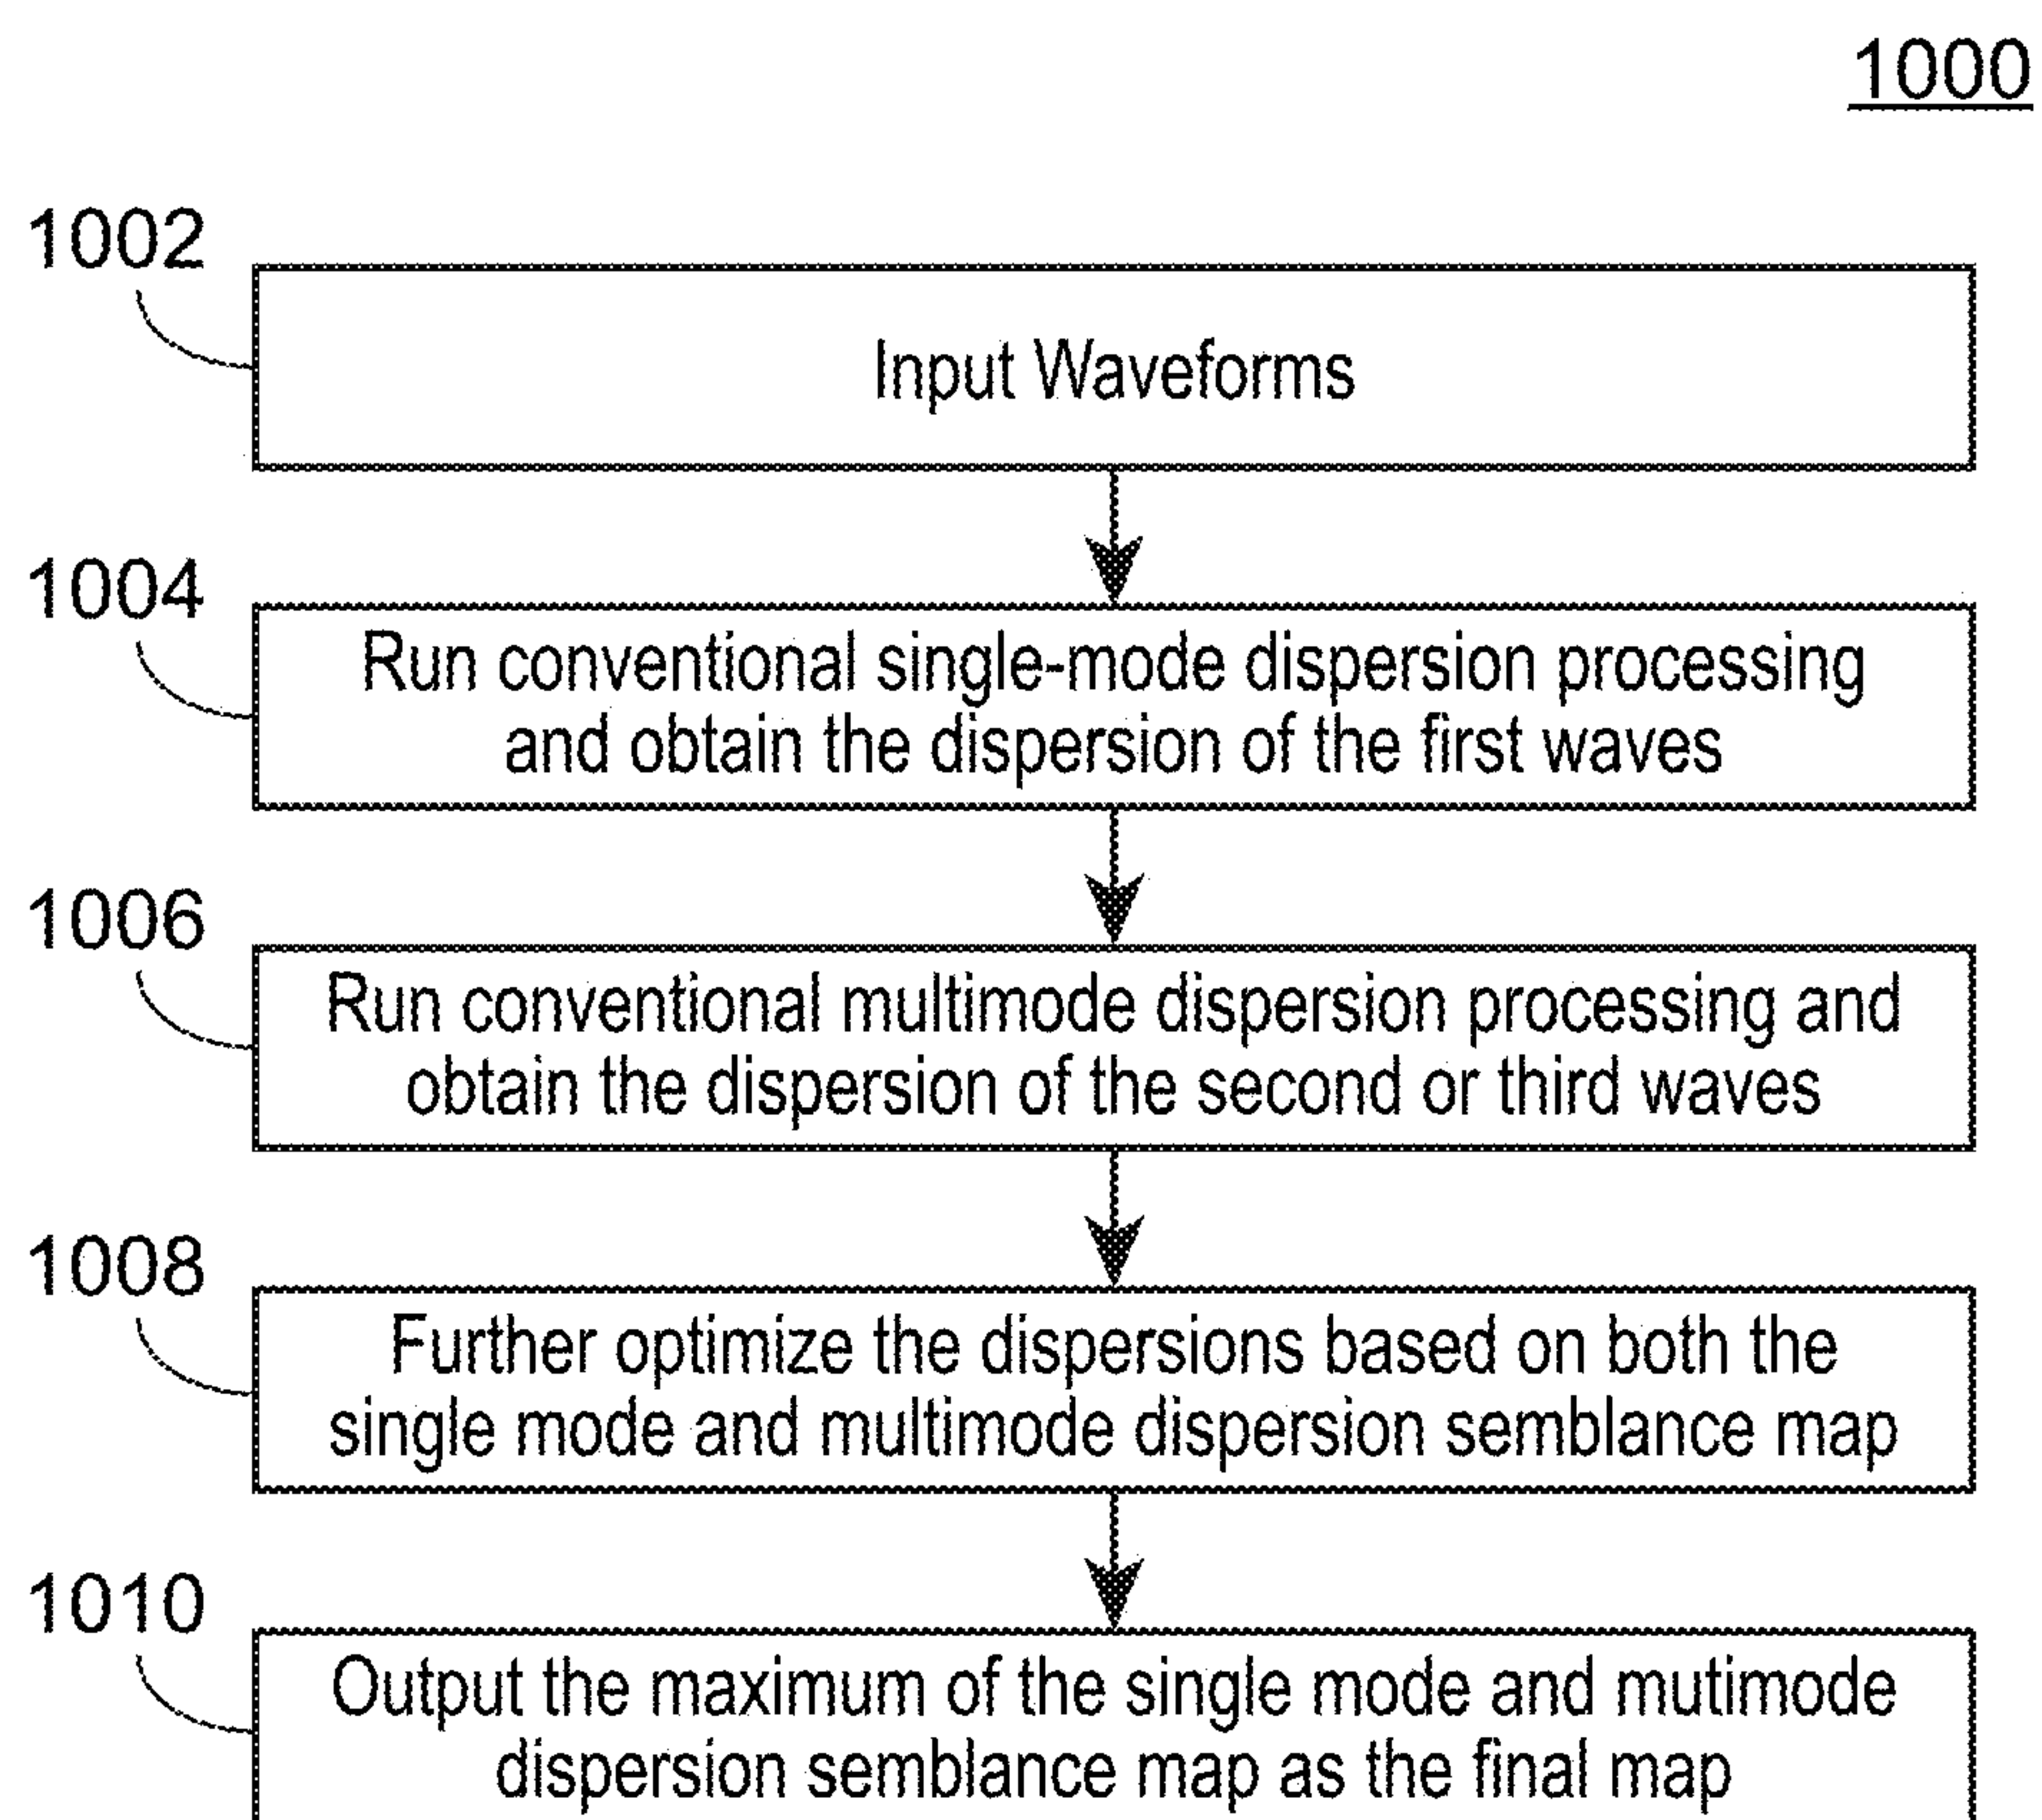 1000
1002
Input Waveforms
1004
Run conventional single-mode dispersion processing
and obtain the dispersion of the first waves
1006
Run conventional multimode dispersion processing and
obtain the dispersion of the second or third waves
1008
Further optimize the dispersions based on both the
single mode and multimode dispersion semblance map
1010
Output the maximum of the single mode and mutimode
dispersion semblance map as the final map